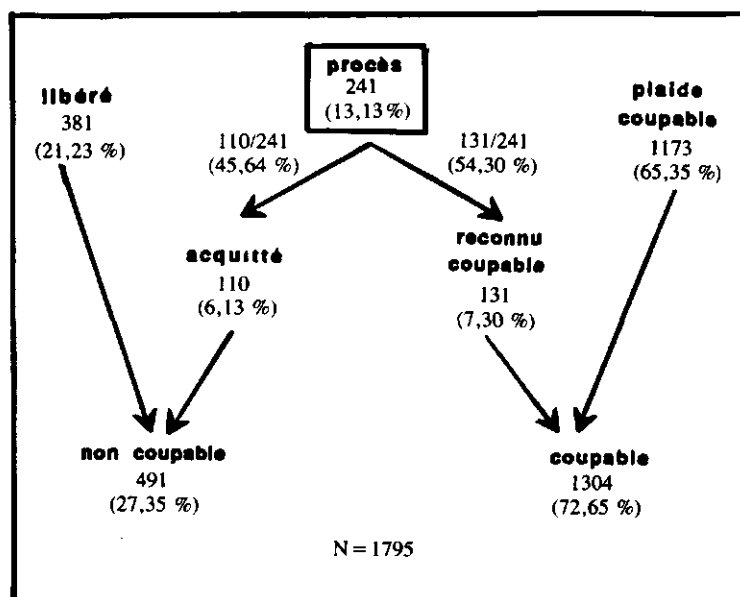 procès
241
(13,13%)
libéré
381
(21,23 %)
110/241
(45,64 %)
131/241
(54,30 %)
plaide
coupable
1173
(65,35 %)
acquitté
110
(6,13 %)
reconnu
coupable
131
(7,30 %)
non coupable
491
(27,35 %)
coupable
1304
(72,65 %)
N = 1795